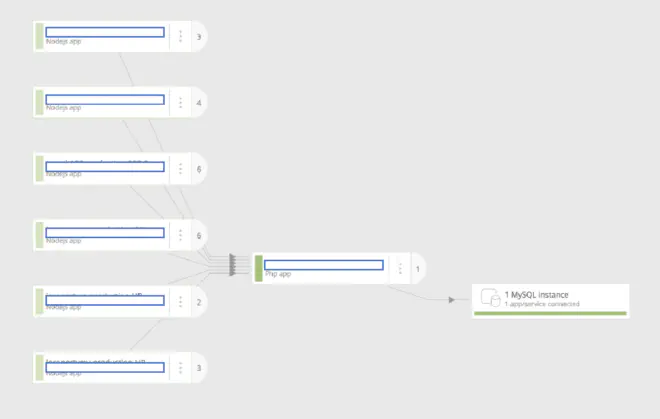 3
Nodejs app
4
Nodejs app
6
Nodejs app
6
Nodejs app
1
Php app
2
Nodejs app
1 MySQL instance
1 app/service connected
3
Nodejs app